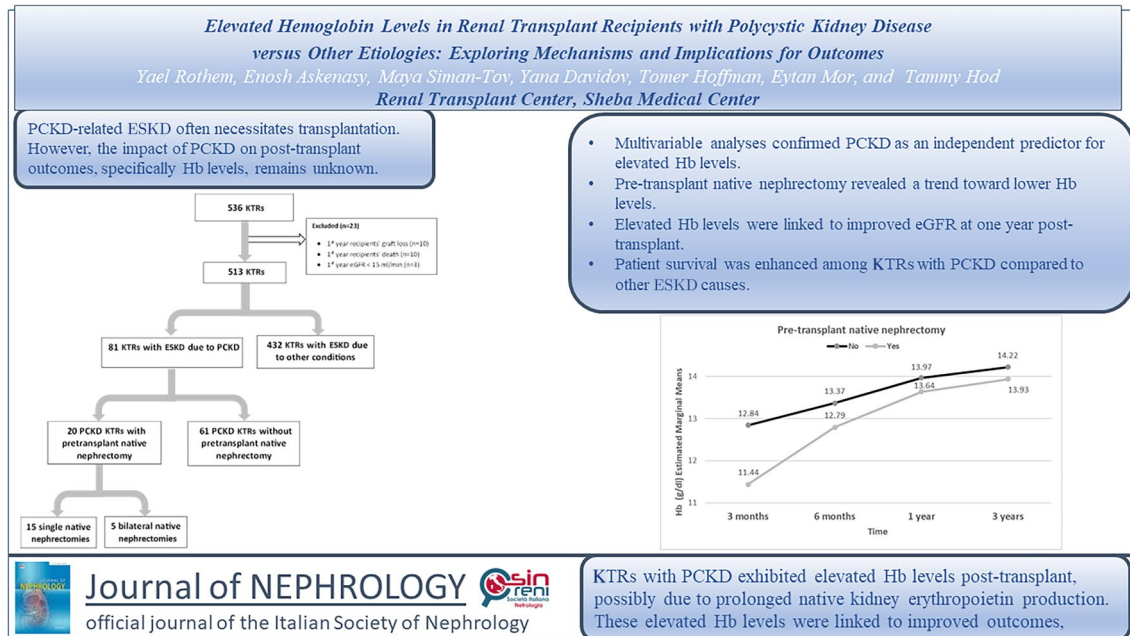 Elevated Hemoglobin Levels in Renal Transplant Recipients with Polycystic Kidney Disease
versus Other Etiologies: Exploring Mechanisms and Implications for Outcomes
Yael Rothem, Enosh Askenasy, Maya Siman-Tov, Yana Davidov, Tomer Hoffman, Eytan Mor, and Tammy Hod
Renal Transplant Center, Sheba Medical Center
PCKD-related ESKD often necessitates transplantation.
However, the impact of PCKD on post-transplant
outcomes, specifically Hb levels, remains unknown.
536 KTRs
Excluded (n=23)
• 1st year recipients' graft loss (n=10)
• 1st year recipients' death (n=10)
• 1st year eGFR < 15 ml/min (n=3)
513 KTRs
81 KTRs with ESKD due to PCKD
432 KTRs with ESKD due
to other conditions
20 PCKD KTRs with
pretransplant native
nephrectomy
61 PCKD KTRs without
pretransplant native
nephrectomy
15 single native
nephrectomies
5 bilateral native
nephrectomies
• Multivariable analyses confirmed PCKD as an independent predictor for
elevated Hb levels.
• Pre-transplant native nephrectomy revealed a trend toward lower Hb
levels.
• Elevated Hb levels were linked to improved eGFR at one year post-
transplant.
• Patient survival was enhanced among KTRs with PCKD compared to
other ESKD causes.
Pre-transplant native nephrectomy
No Yes
Hb (g/dl) Estimated Marginal Means
14
13
12
11
12.84
13.37
13.97
14.22
11.44
12.79
13.64
13.93
3 months 6 months 1 year 3 years
Time
JOURNAL OF
NEPHROLOGY
Journal of NEPHROLOGY
sin
reni
Società Italiana
Nefrologia
official journal of the Italian Society of Nephrology
KTRs with PCKD exhibited elevated Hb levels post-transplant,
possibly due to prolonged native kidney erythropoietin production.
These elevated Hb levels were linked to improved outcomes,